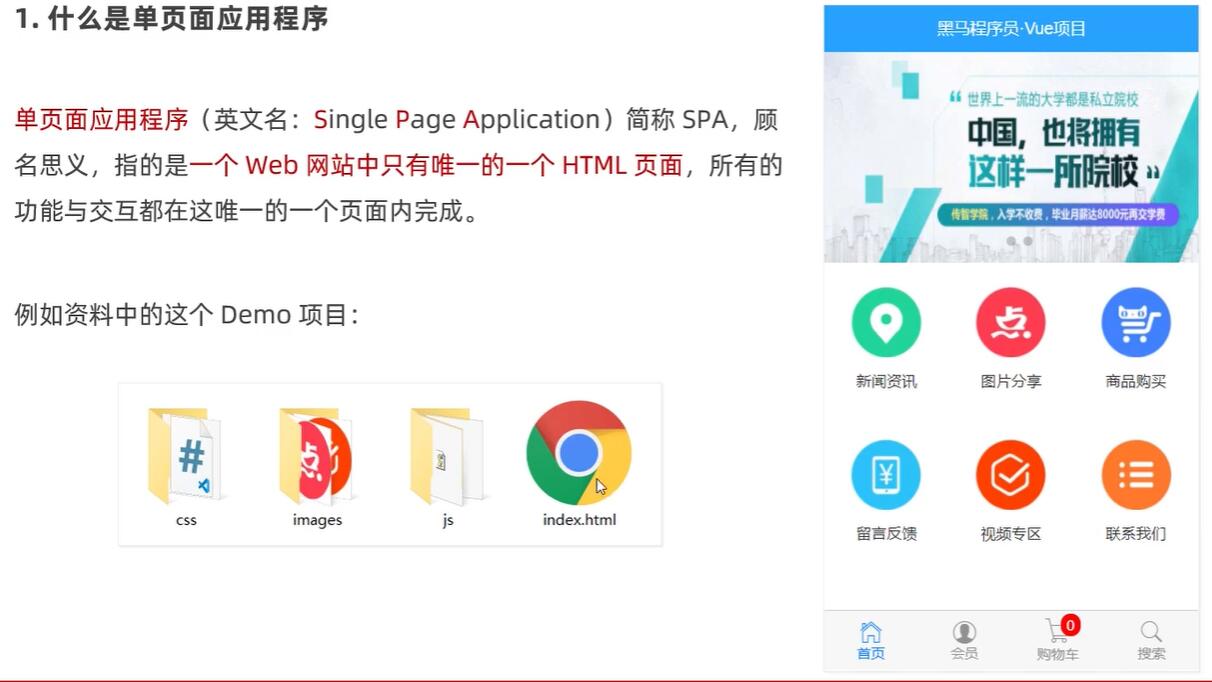 1. 什么是单页面应用程序
单页面应用程序（英文名：Single Page Application）简称 SPA，顾
名思义，指的是一个 Web 网站中只有唯一的一个 HTML 页面，所有的
功能与交互都在这唯一的一个页面内完成。
例如资料中的这个 Demo 项目：
css
images
js
index.html
黑马程序员·Vue项目
“世界上一流的大学都是私立院校
中国，也将拥有
这样一所院校”
传智学院，入学不收费，毕业月薪达8000元再交学费
点
新闻资讯
图片分享
商品购买
留言反馈
视频专区
联系我们
0
首页
会员
购物车
搜索